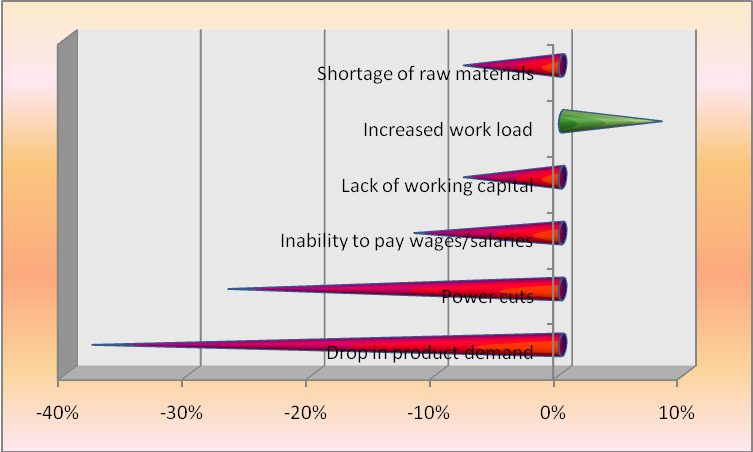 Shortage of raw materials
Increased work load
Lack of working capital
Inability to pay wages/salaries
Power cuts
Drop in product demand
-40% -30% -20% -10% 0% 10%